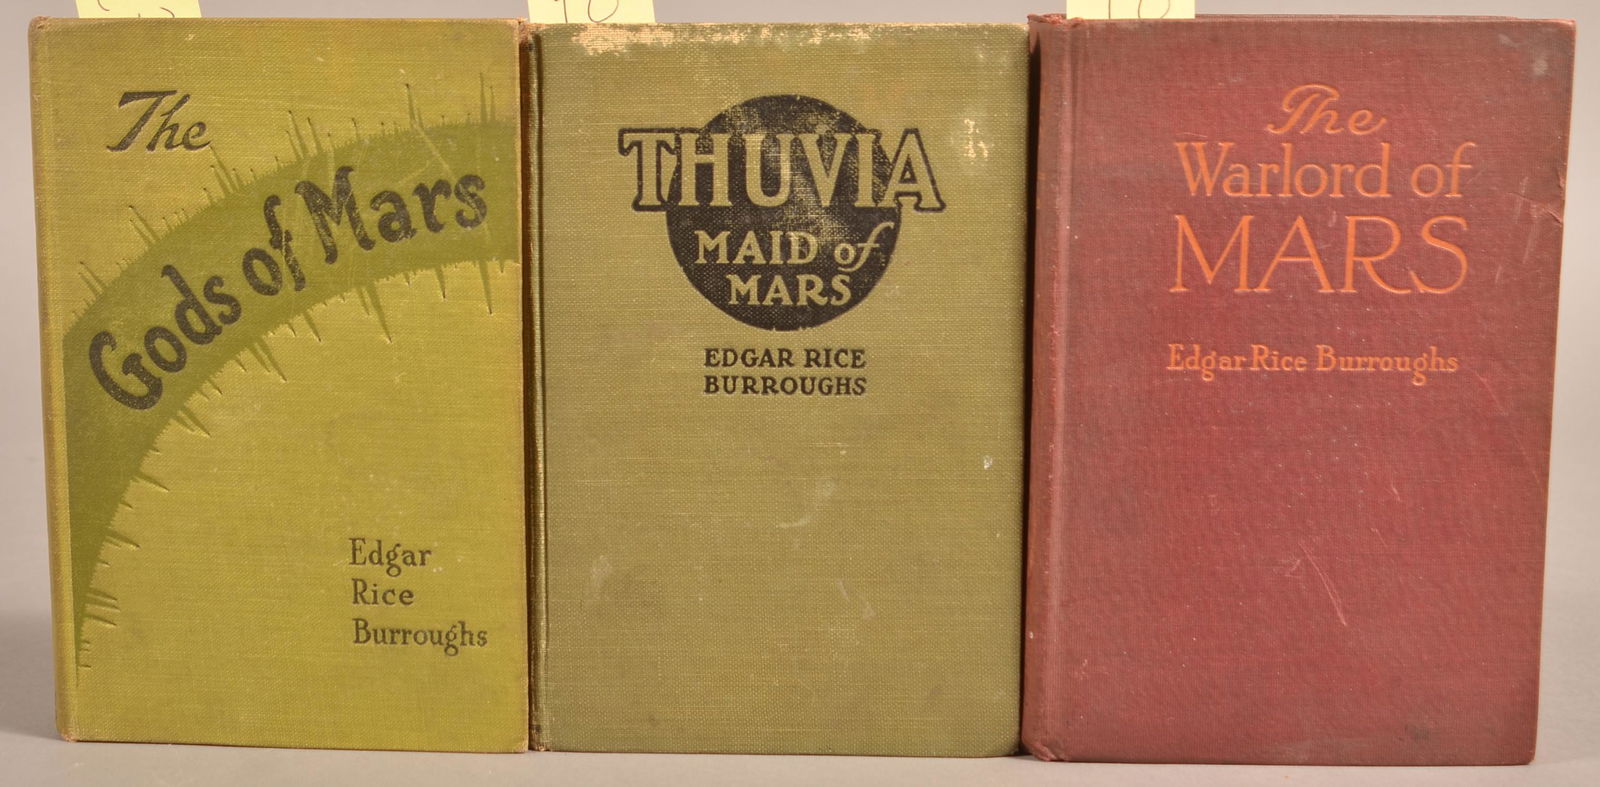 The
Gods of Mars
Edgar
Rice
Burroughs
THUVIA
MAID of
MARS
EDGAR RICE
BURROUGHS
The
Warlord of
MARS
Edgar Rice Burroughs